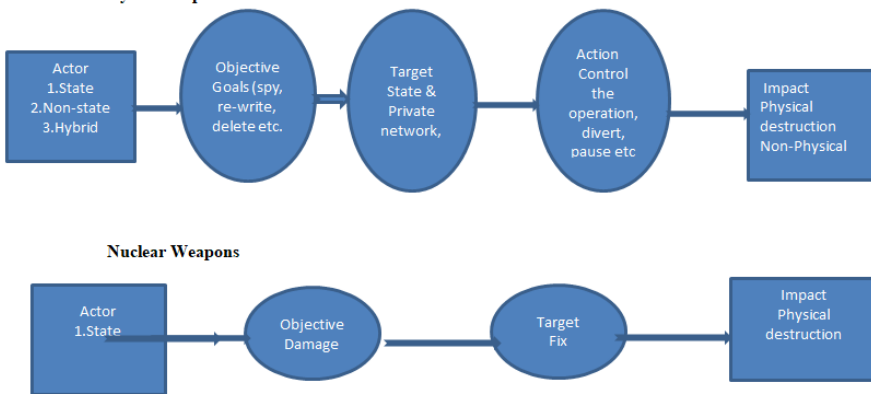 Actor
1.State
2.Non-state
3.Hybrid
Objective
Goals (spy,
re-write,
delete etc.
Target
State &
Private
network,
Action
Control
the
operation,
divert,
pause etc
Impact
Physical
destruction
Non-Physical
Nuclear Weapons
Actor
1.State
Objective
Damage
Target
Fix
Impact
Physical
destruction